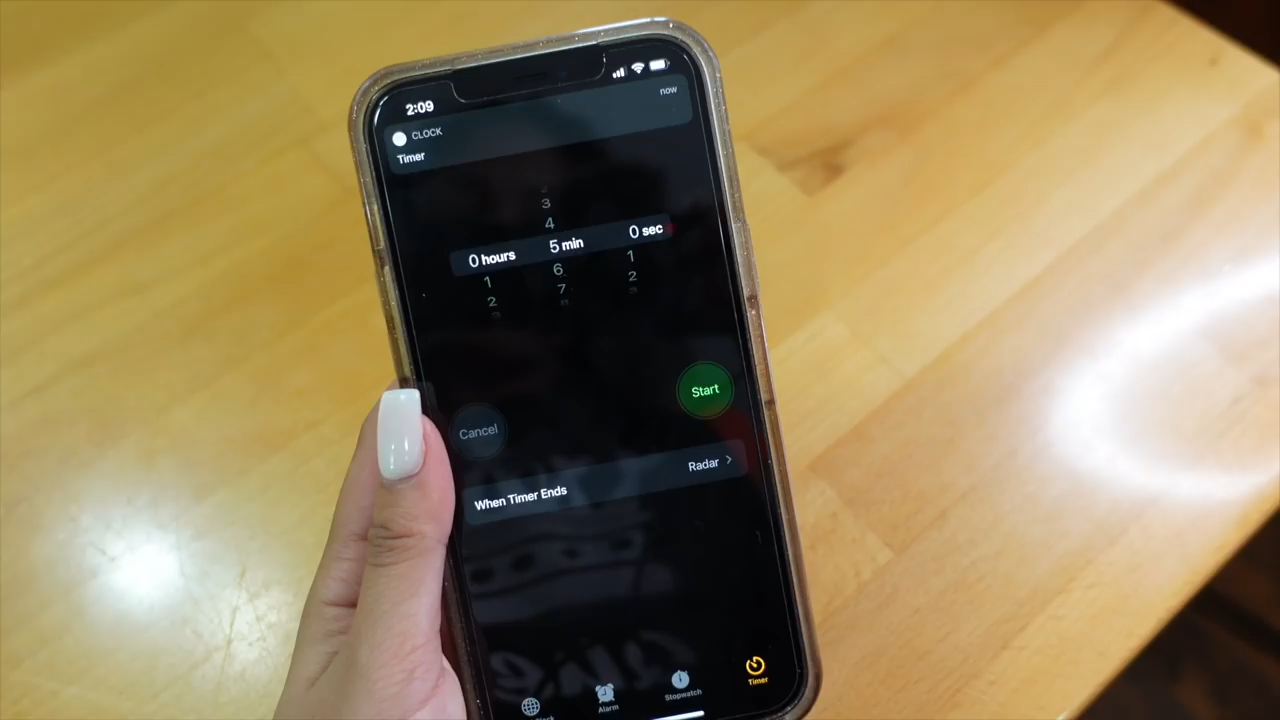 2:09
CLOCK now
Timer
3
4
0 hours 5 min 0 sec
1 6 1
2 7 2
Start
Cancel
When Timer Ends Radar
Alarm Stopwatch Timer